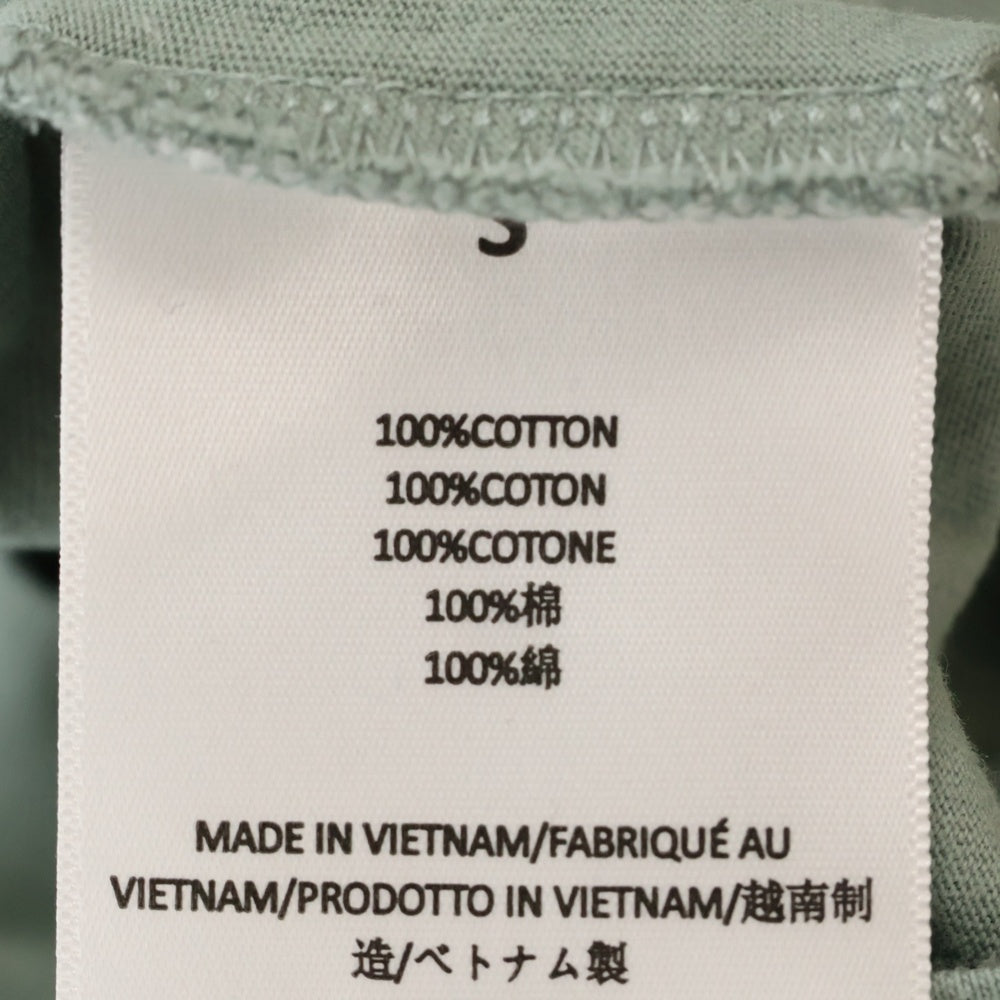 S
100%COTTON
100%COTON
100%COTONE
100%棉
100%綿
MADE IN VIETNAM/FABRIQUÉ AU
VIETNAM/PRODOTTO IN VIETNAM/越南制
造/ベトナム製